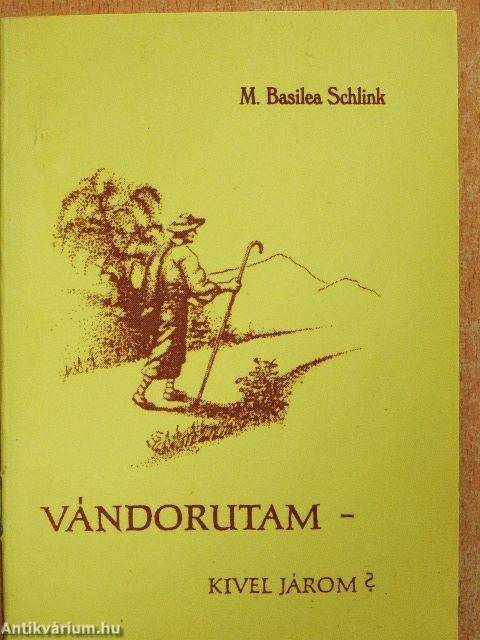 M. Basilea Schlink
VÁNDORUTAM –
KIVEL JÁROM?
Antikvárium.hu